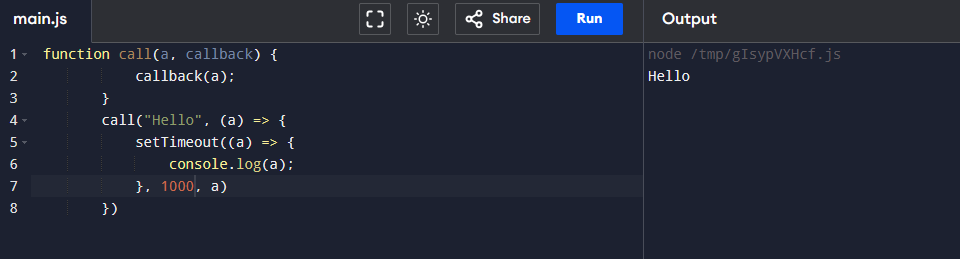 main.js Share Run Output
1 function call(a, callback) {
2 callback(a);
3 }
4 call("Hello", (a) => {
5 setTimeout((a) => {
6 console.log(a);
7 }, 1000, a)
8 })
node /tmp/gIsypVXHcf.js
Hello